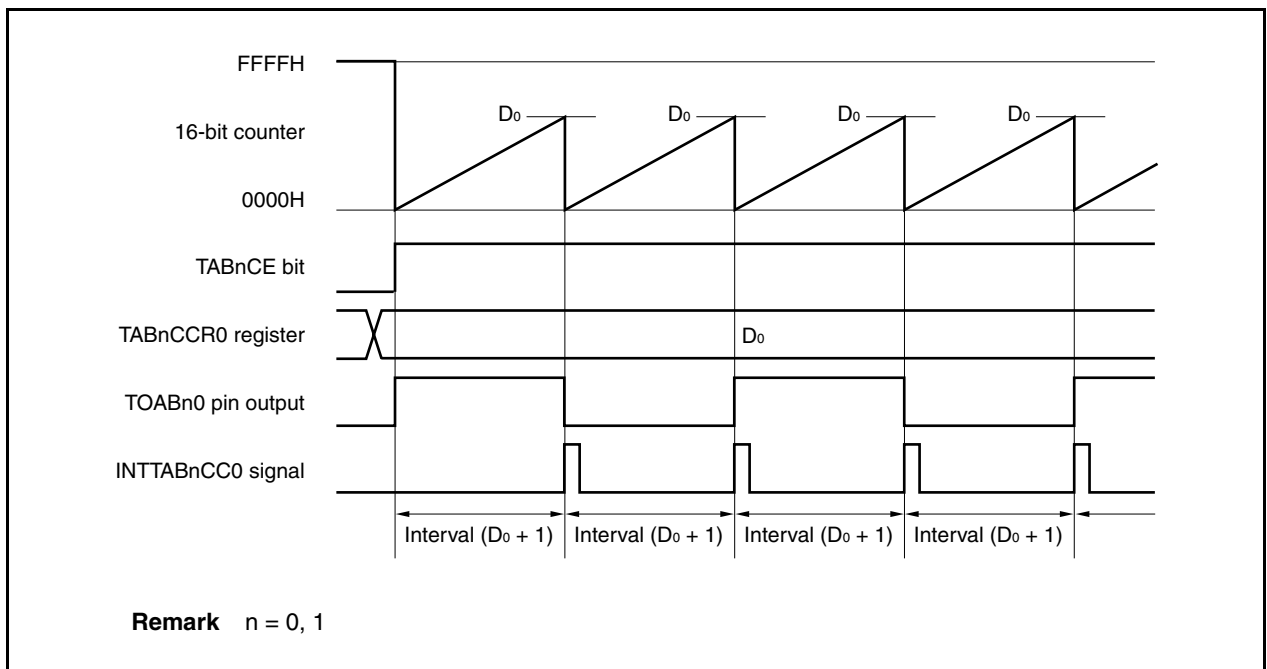 FFFFH
D0 D0 D0 D0
16-bit counter
0000H
TABnCE bit
TABnCCR0 register D0
TOABn0 pin output
INTTABnCC0 signal
Interval (D0 + 1) Interval (D0 + 1) Interval (D0 + 1) Interval (D0 + 1)
Remark n = 0, 1